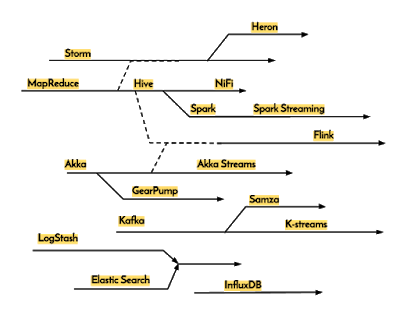 Heron
Storm
MapReduce Hive NiFi
Spark Spark Streaming
Flink
Akka Akka Streams
GearPump
Samza
Kafka
K-streams
LogStash
Elastic Search
InfluxDB